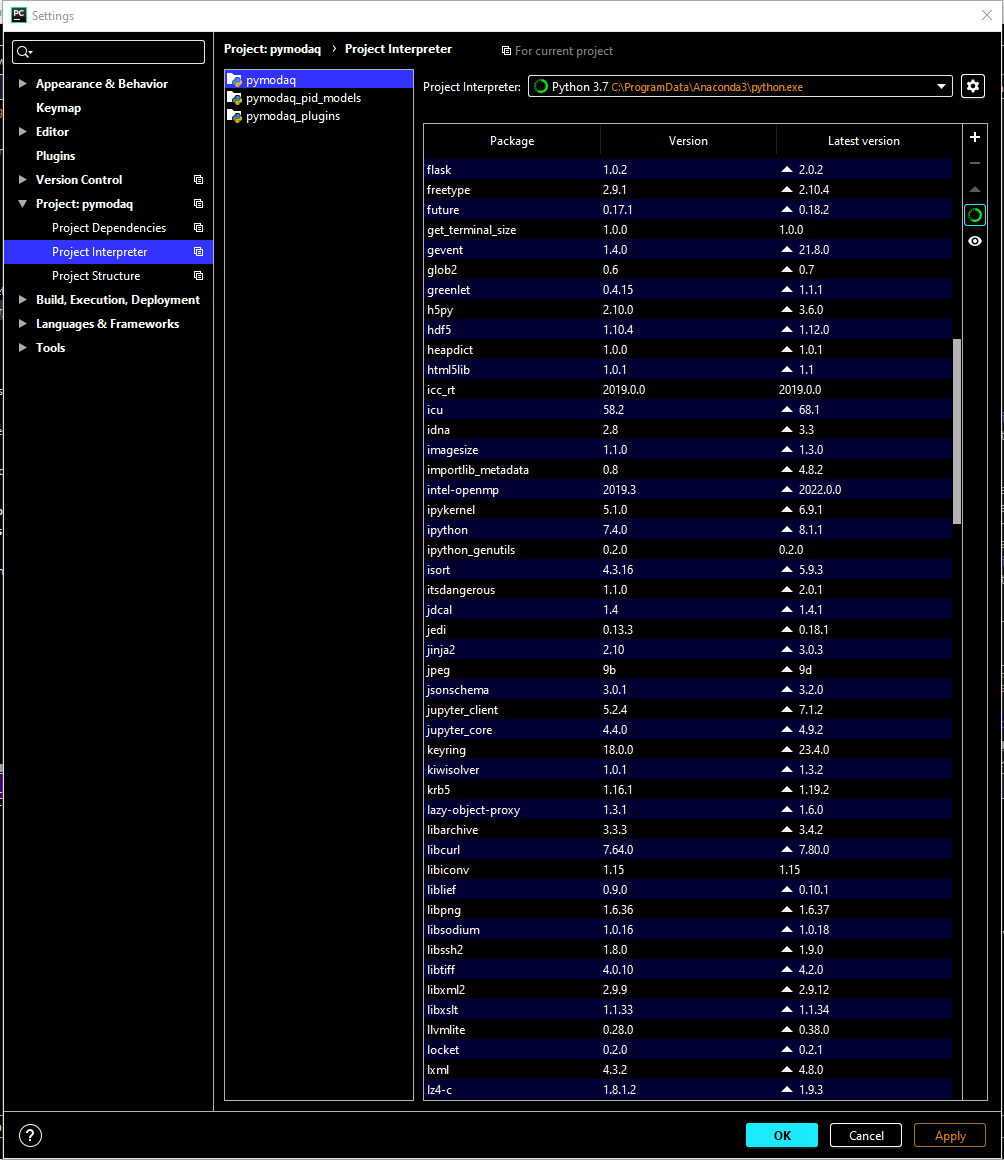 PC Settings
Project: pymodaq › Project Interpreter For current project
Appearance & Behavior
Keymap
Editor
Plugins
Version Control
Project: pymodaq
Project Dependencies
Project Interpreter
Project Structure
Build, Execution, Deployment
Languages & Frameworks
Tools
pymodaq
pymodaq_pid_models
pymodaq_plugins
Project Interpreter: Python 3.7 C:\ProgramData\Anaconda3\python.exe
Package Version Latest version
flask 1.0.2 2.0.2
freetype 2.9.1 2.10.4
future 0.17.1 0.18.2
get_terminal_size 1.0.0 1.0.0
gevent 1.4.0 21.8.0
glob2 0.6 0.7
greenlet 0.4.15 1.1.1
h5py 2.10.0 3.6.0
hdf5 1.10.4 1.12.0
heapdict 1.0.0 1.0.1
html5lib 1.0.1 1.1
icc_rt 2019.0.0 2019.0.0
icu 58.2 68.1
idna 2.8 3.3
imagesize 1.1.0 1.3.0
importlib_metadata 0.8 4.8.2
intel-openmp 2019.3 2022.0.0
ipykernel 5.1.0 6.9.1
ipython 7.4.0 8.1.1
ipython_genutils 0.2.0 0.2.0
isort 4.3.16 5.9.3
itsdangerous 1.1.0 2.0.1
jdcal 1.4 1.4.1
jedi 0.13.3 0.18.1
jinja2 2.10 3.0.3
jpeg 9b 9d
jsonschema 3.0.1 3.2.0
jupyter_client 5.2.4 7.1.2
jupyter_core 4.4.0 4.9.2
keyring 18.0.0 23.4.0
kiwisolver 1.0.1 1.3.2
krb5 1.16.1 1.19.2
lazy-object-proxy 1.3.1 1.6.0
libarchive 3.3.3 3.4.2
libcurl 7.64.0 7.80.0
libiconv 1.15 1.15
liblief 0.9.0 0.10.1
libpng 1.6.36 1.6.37
libsodium 1.0.16 1.0.18
libssh2 1.8.0 1.9.0
libtiff 4.0.10 4.2.0
libxml2 2.9.9 2.9.12
libxslt 1.1.33 1.1.34
llvmlite 0.28.0 0.38.0
locket 0.2.0 0.2.1
lxml 4.3.2 4.8.0
lz4-c 1.8.1.2 1.9.3
? OK Cancel Apply